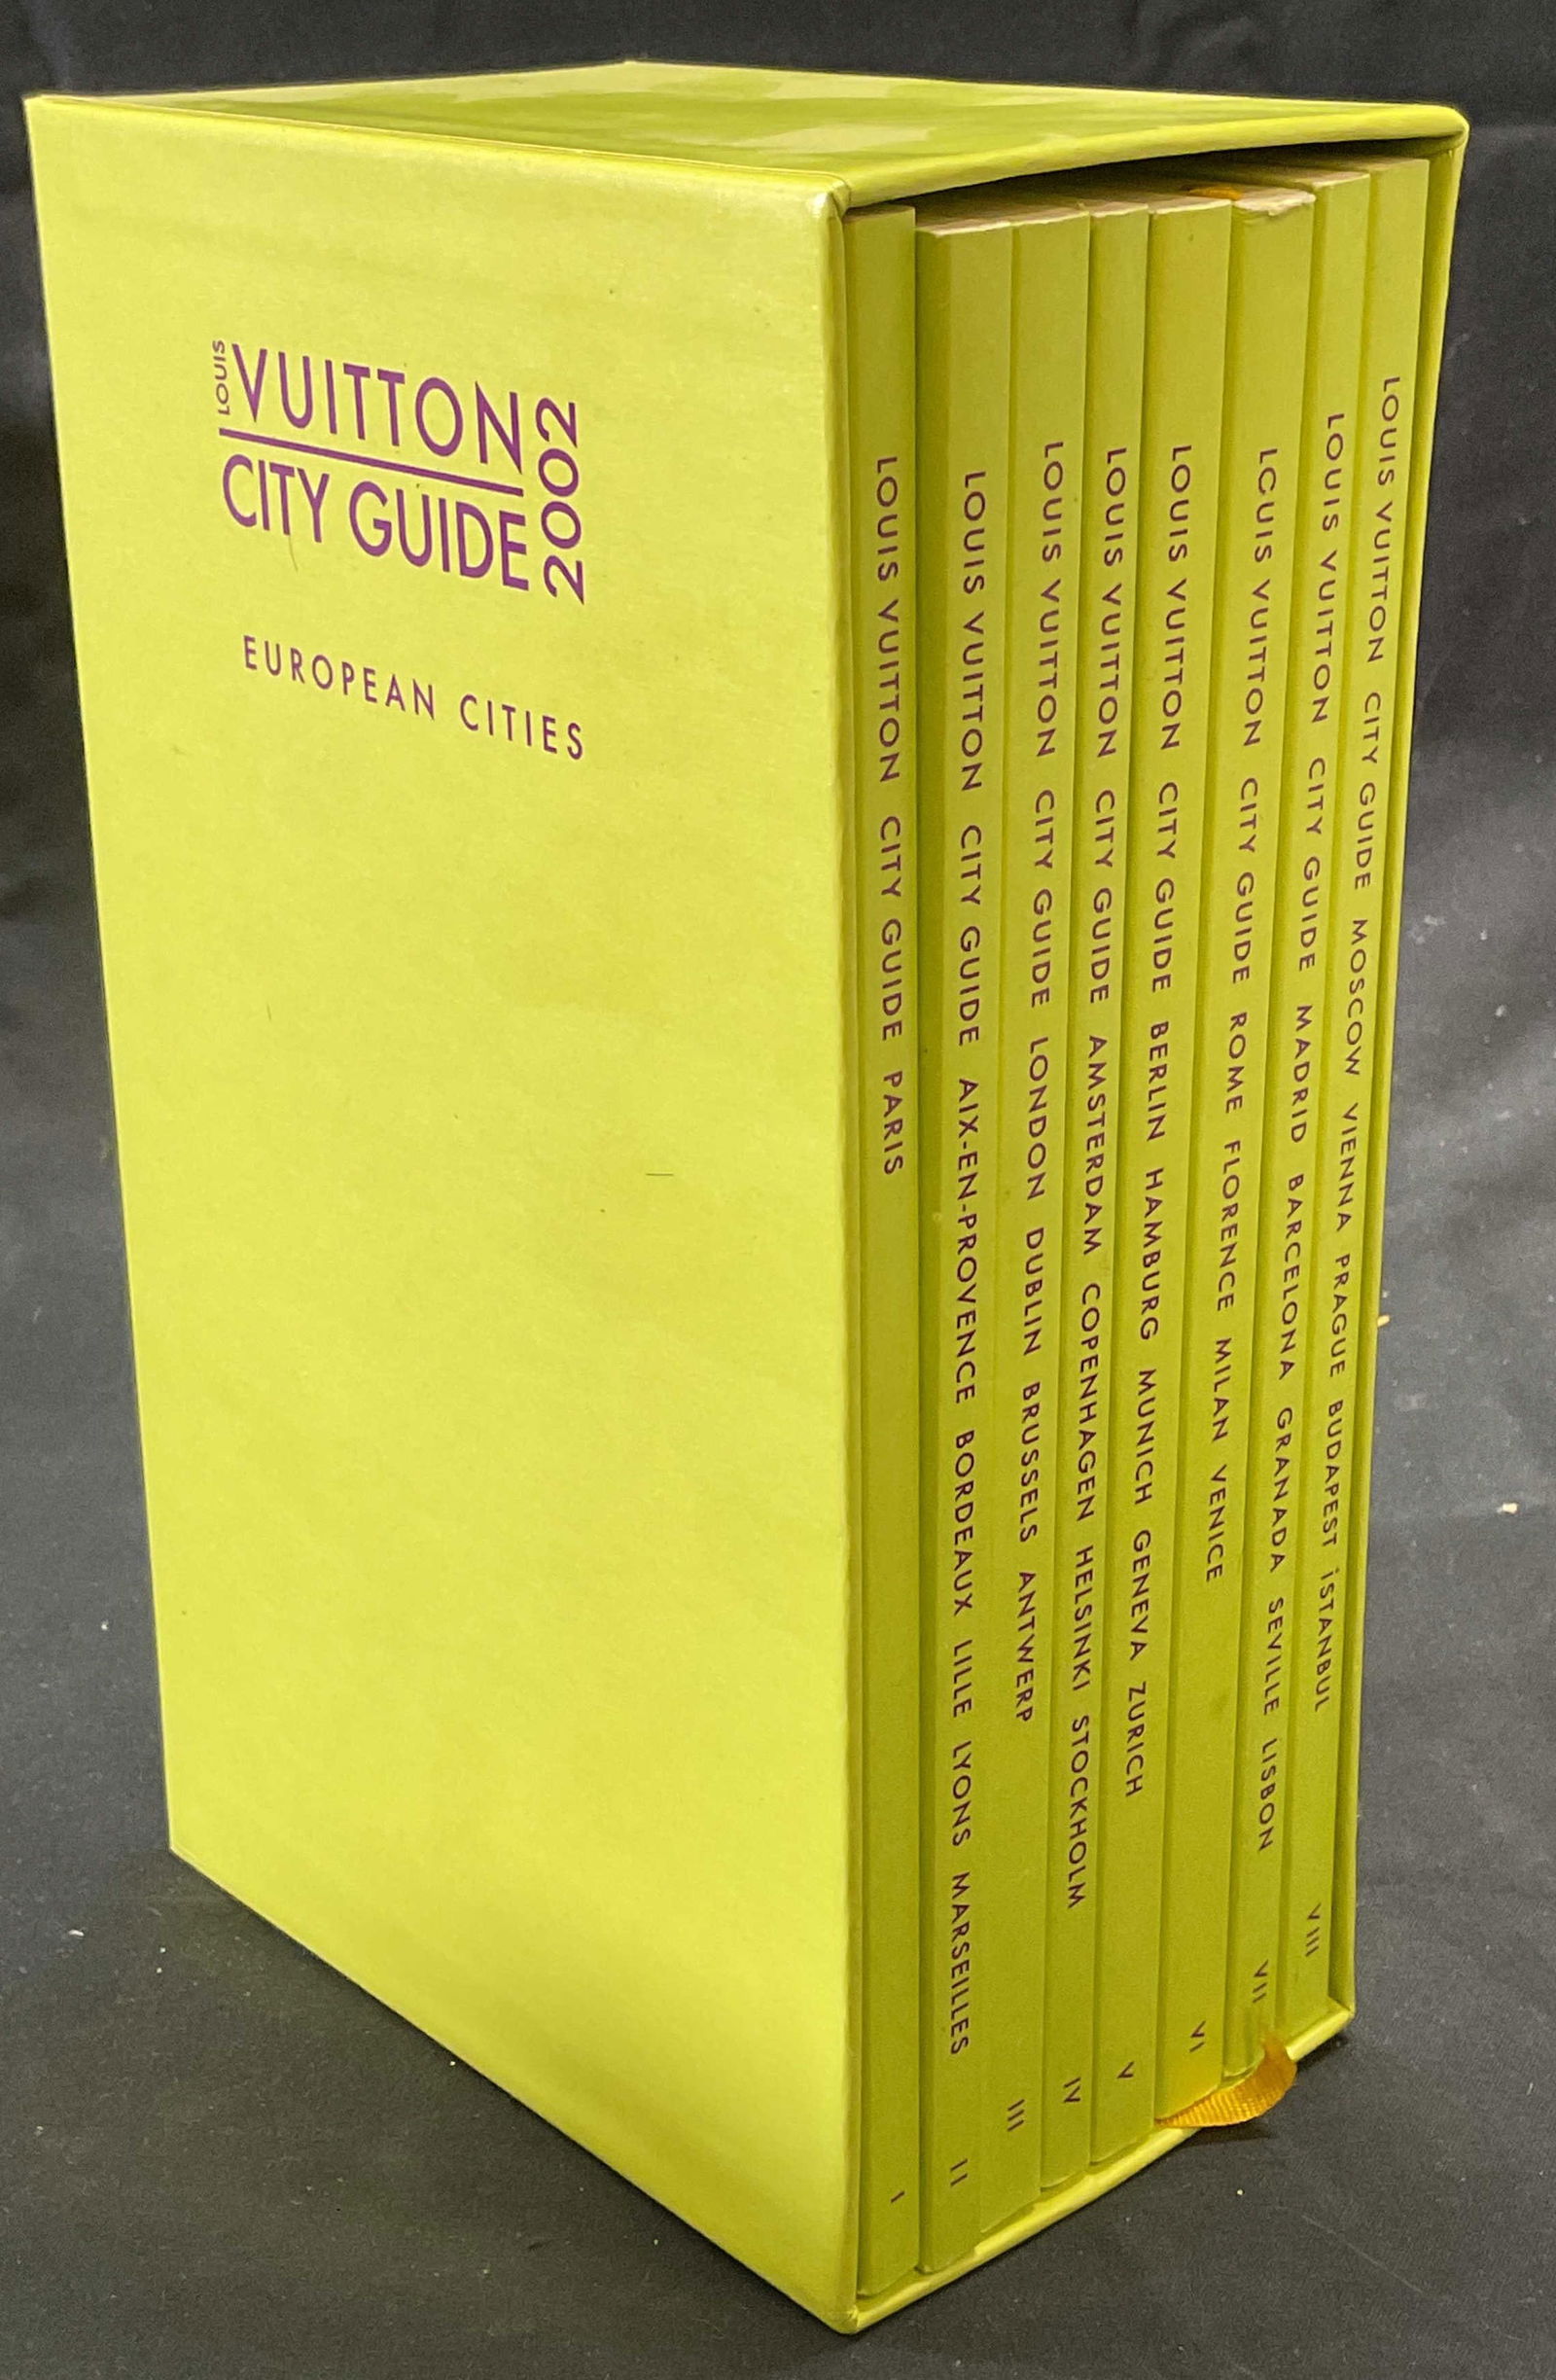 LOUIS VUITTON
CITY GUIDE
2002
EUROPEAN CITIES
LOUIS VUITTON CITY GUIDE PARIS I
LOUIS VUITTON CITY GUIDE AIX-EN-PROVENCE BORDEAUX LILLE LYONS MARSEILLES II
LOUIS VUITTON CITY GUIDE LONDON DUBLIN BRUSSELS ANTWERP III
LOUIS VUITTON CITY GUIDE AMSTERDAM COPENHAGEN HELSINKI STOCKHOLM IV
LOUIS VUITTON CITY GUIDE BERLIN HAMBURG MUNICH GENEVA ZURICH V
LOUIS VUITTON CITY GUIDE ROME FLORENCE MILAN VENICE VI
LOUIS VUITTON CITY GUIDE MADRID BARCELONA GRANADA SEVILLE LISBON VII
LOUIS VUITTON CITY GUIDE MOSCOW VIENNA PRAGUE BUDAPEST İSTANBUL VIII